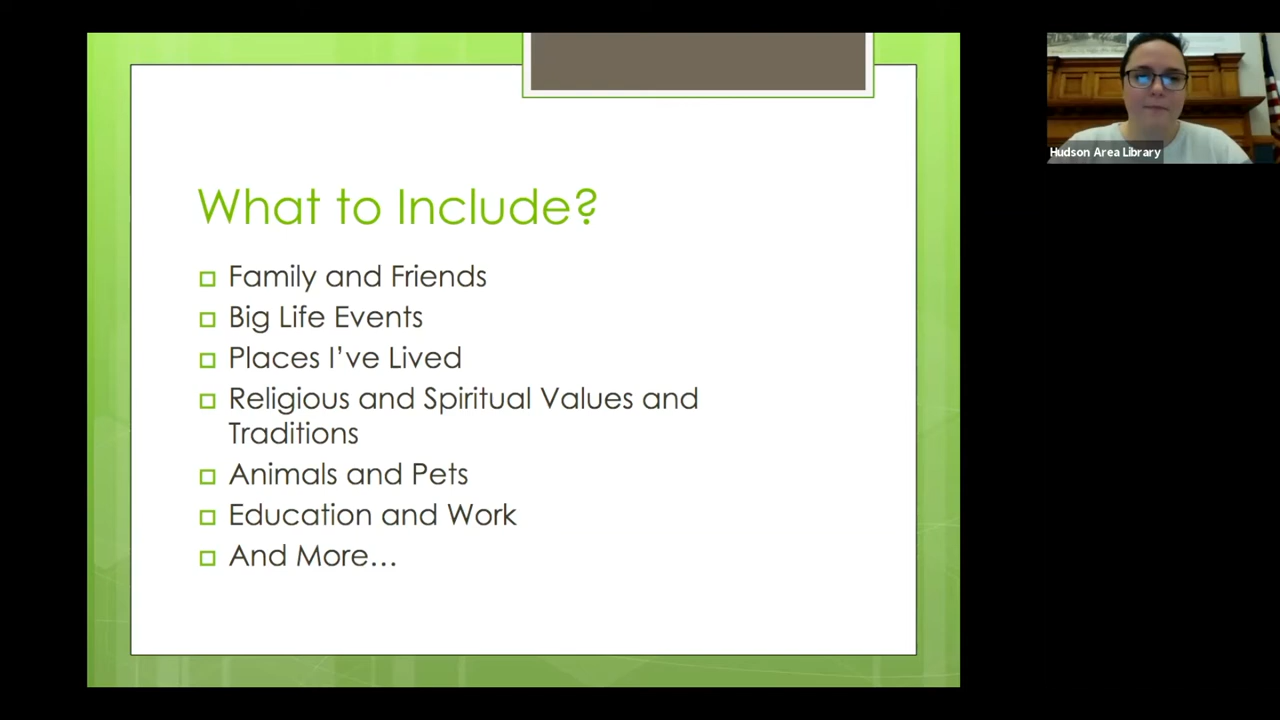 What to Include?
Family and Friends
Big Life Events
Places I've Lived
Religious and Spiritual Values and
Traditions
Animals and Pets
Education and Work
And More…
Hudson Area Library